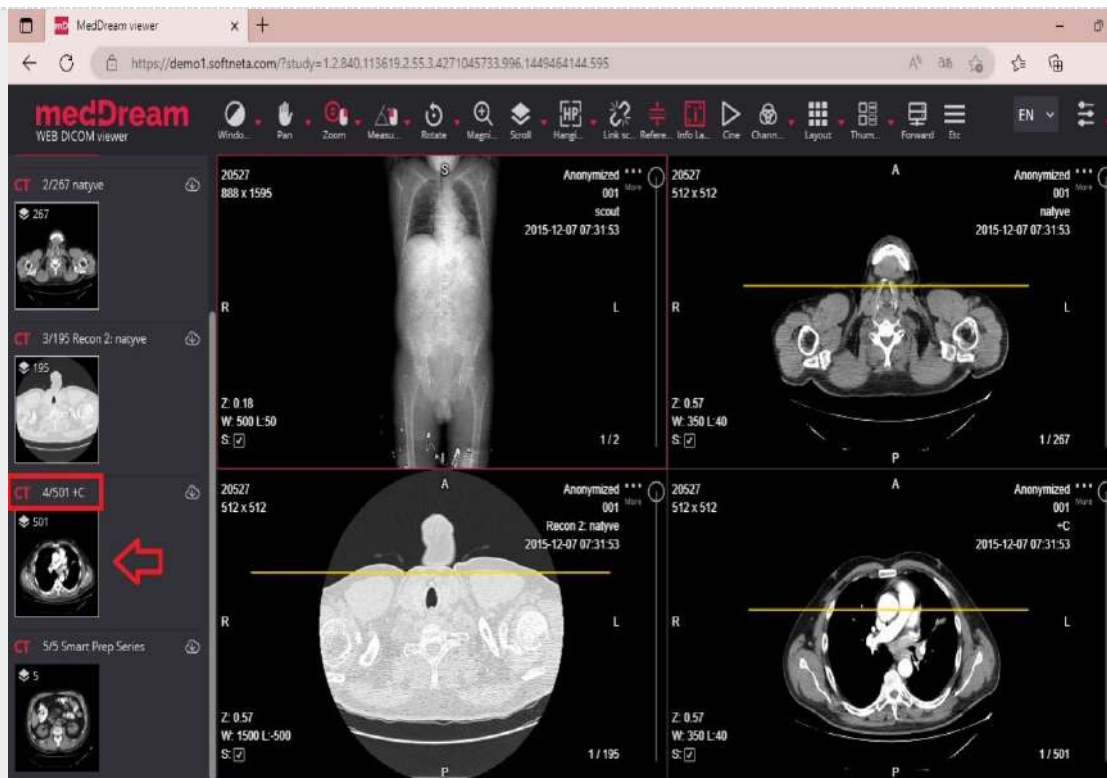 MedDream viewer
https://demo1.softneta.com/?study=1.2.840.113619.2.55.3.4271045733.996.1449464144.595
medDream
WEB DICOM viewer
Windo... Pan Zoom Measu... Rotate Magni... Scroll Hangi... Link sc... Refere... Info La... Cine Chann... Layout Thum... Forward Etc
HP
EN
CT 2/267 natyve
267
CT 3/195 Recon 2: natyve
195
CT 4/501 +C
501
CT 5/5 Smart Prep Series
5
20527
888 x 1595
S
Anonymized
More
001
scout
2015-12-07 07:31:53
R
L
Z: 0.18
W: 500 L:50
S:
1 / 2
I
20527
512 x 512
A
Anonymized
More
001
natyve
2015-12-07 07:31:53
R
L
Z: 0.57
W: 350 L:40
S:
1 / 267
P
20527
512 x 512
A
Anonymized
More
001
Recon 2: natyve
2015-12-07 07:31:53
R
L
Z: 0.57
W: 1500 L:-500
S:
1 / 195
P
20527
512 x 512
A
Anonymized
More
001
+C
2015-12-07 07:31:53
R
L
Z: 0.57
W: 350 L:40
S:
1 / 501
P